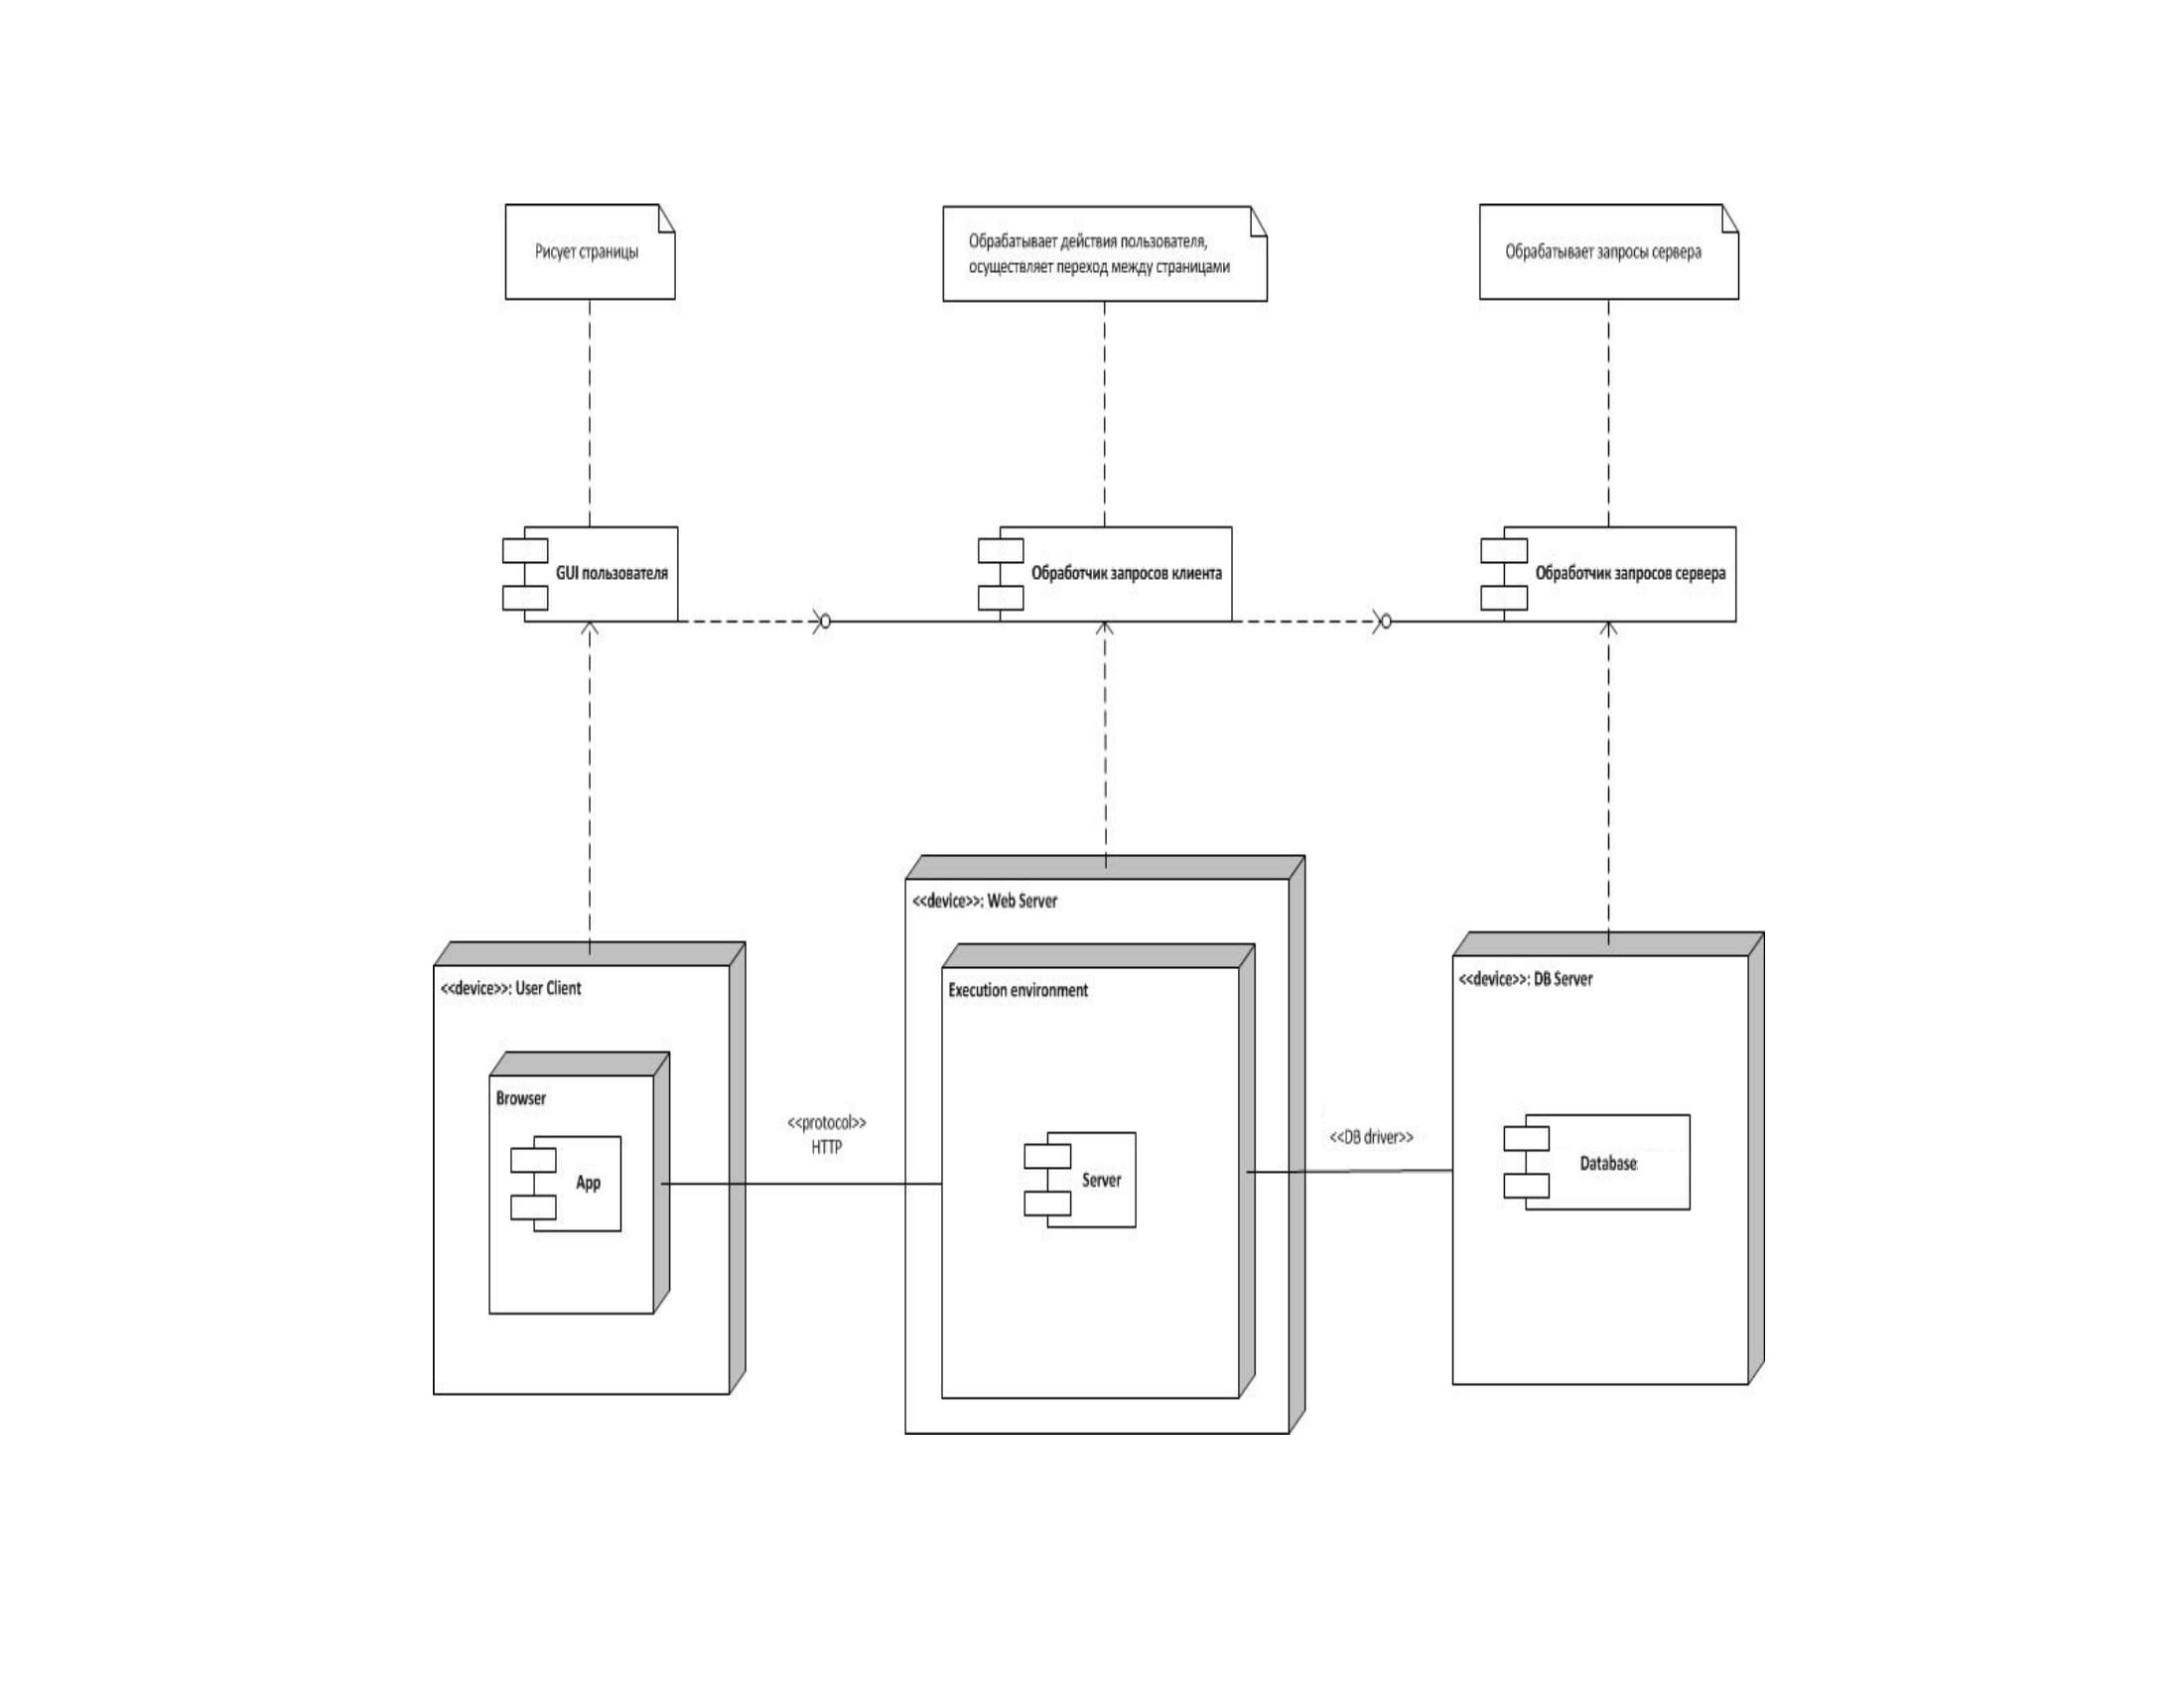 Рисует страницы
Обрабатывает действия пользователя,
осуществляет переход между страницами
Обрабатывает запросы сервера
GUI пользователя
Обработчик запросов клиента
Обработчик запросов сервера
<<device>>: Web Server
<<device>>: User Client
Execution environment
<<device>>: DB Server
Browser
<<protocol>>
HTTP
<<DB driver>>
App
Server
Database